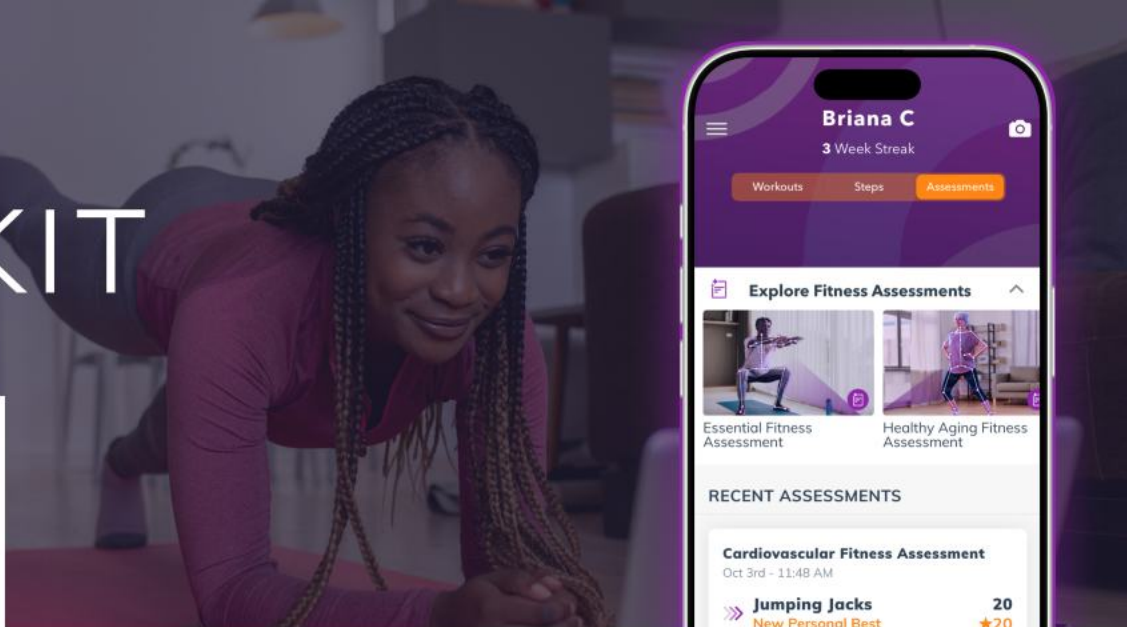 KIT
Briana C
3 Week Streak
Workouts Steps Assessments
Explore Fitness Assessments
Essential Fitness
Assessment
Healthy Aging Fitness
Assessment
RECENT ASSESSMENTS
Cardiovascular Fitness Assessment
Oct 3rd - 11:48 AM
Jumping Jacks 20
New Personal Best ★20